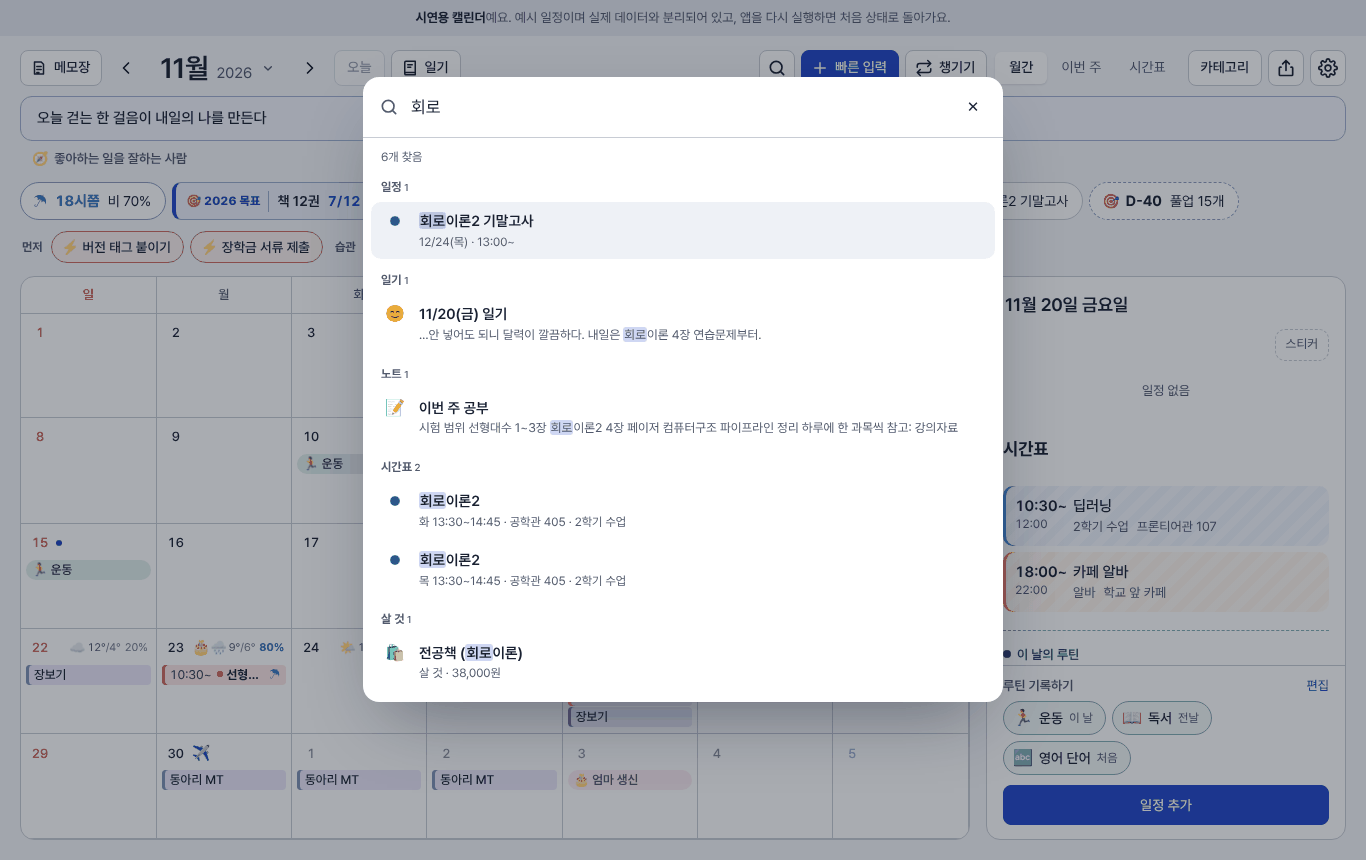 시연용 캘린더예요. 예시 일정이며 실제 데이터와 분리되어 있고, 앱을 다시 실행하면 처음 상태로 돌아가요.
메모장 11월 2026 오늘 일기 빠른 입력 챙기기 월간 이번 주 시간표 카테고리
오늘 걷는 한 걸음이 내일의 나를 만든다
좋아하는 일을 잘하는 사람
18시쯤 비 70% 2026 목표 책 12권 7/12 기말고사 D-40 풀업 15개
먼저 버전 태그 붙이기 장학금 서류 제출 습관
회로
6개 찾음
일정 1
회로이론2 기말고사
12/24(목) · 13:00~
일기 1
11/20(금) 일기
…안 넣어도 되니 달력이 깔끔하다. 내일은 회로이론 4장 연습문제부터.
노트 1
이번 주 공부
시험 범위 선형대수 1~3장 회로이론2 4장 페이저 컴퓨터구조 파이프라인 정리 하루에 한 과목씩 참고: 강의자료
시간표 2
회로이론2
화 13:30~14:45 · 공학관 405 · 2학기 수업
회로이론2
목 13:30~14:45 · 공학관 405 · 2학기 수업
살 것 1
전공책 (회로이론)
살 것 · 38,000원
일 월
1 2 3
8 9 10
운동
15 16 17
운동
22 12°/4° 20% 23 9°/6° 80% 24
장보기 10:30~ 선형...
장보기
29 30 1 2 3 4 5
동아리 MT 동아리 MT 동아리 MT 엄마 생신
11월 20일 금요일
스티커
일정 없음
시간표
10:30~ 딥러닝
12:00 2학기 수업 프론티어관 107
18:00~ 카페 알바
22:00 알바 학교 앞 카페
이 날의 루틴
루틴 기록하기 편집
운동 이 날 독서 전날
abc 영어 단어 처음
일정 추가